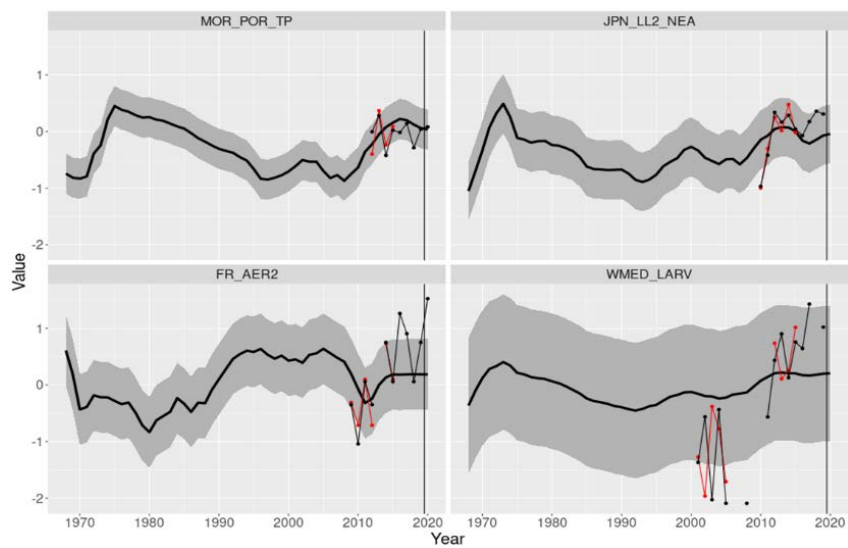 MOR_POR_TP JPN_LL2_NEA
1
0
-1
-2
FR_AER2 WMED_LARV
1
0
-1
-2
1970 1980 1990 2000 2010 2020 1970 1980 1990 2000 2010 2020
Value
Year